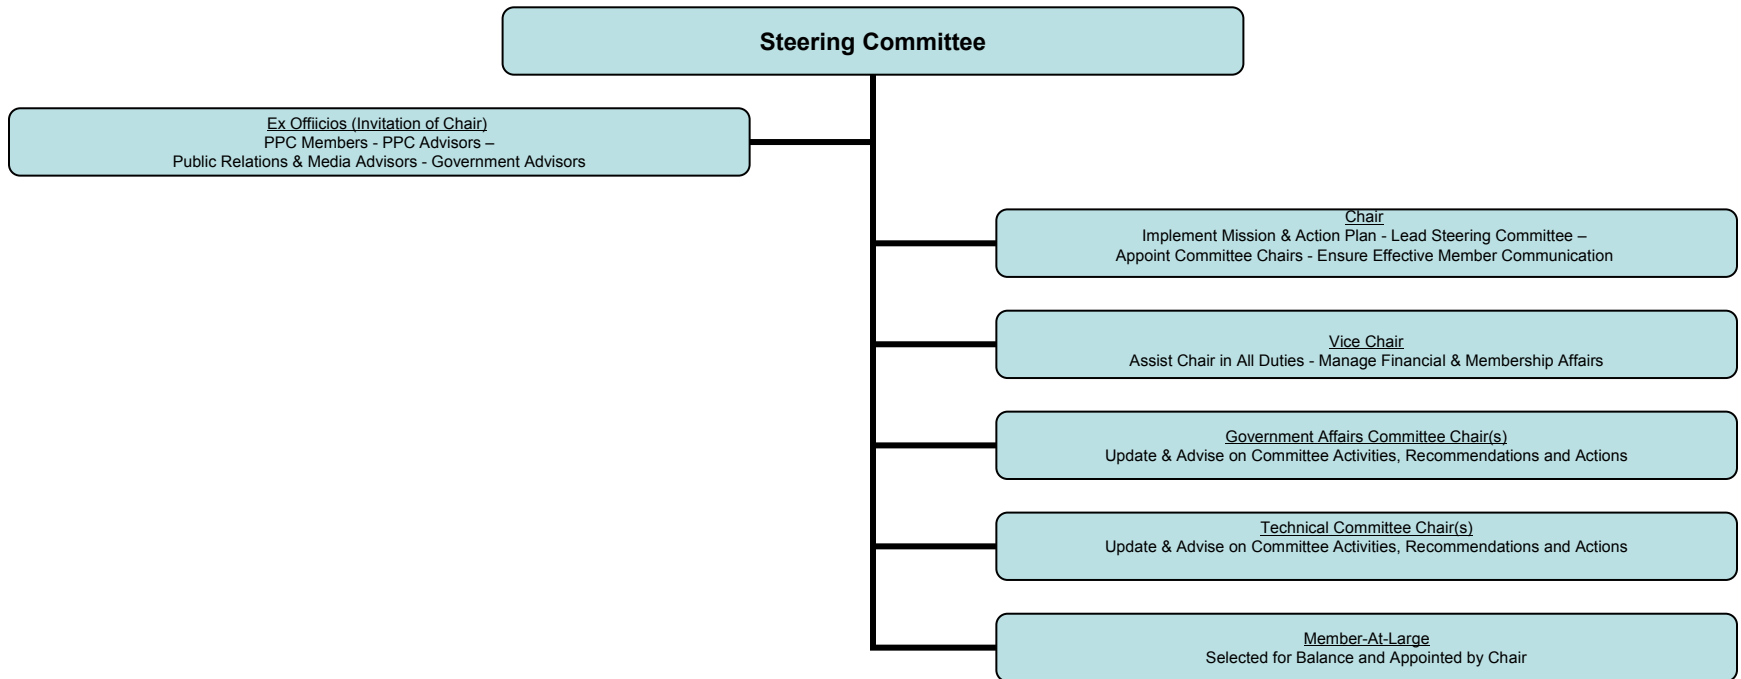 Steering Committee
Ex Offiicios (Invitation of Chair)
PPC Members - PPC Advisors –
Public Relations & Media Advisors - Government Advisors
Chair
Implement Mission & Action Plan - Lead Steering Committee –
Appoint Committee Chairs - Ensure Effective Member Communication
Vice Chair
Assist Chair in All Duties - Manage Financial & Membership Affairs
Government Affairs Committee Chair(s)
Update & Advise on Committee Activities, Recommendations and Actions
Technical Committee Chair(s)
Update & Advise on Committee Activities, Recommendations and Actions
Member-At-Large
Selected for Balance and Appointed by Chair